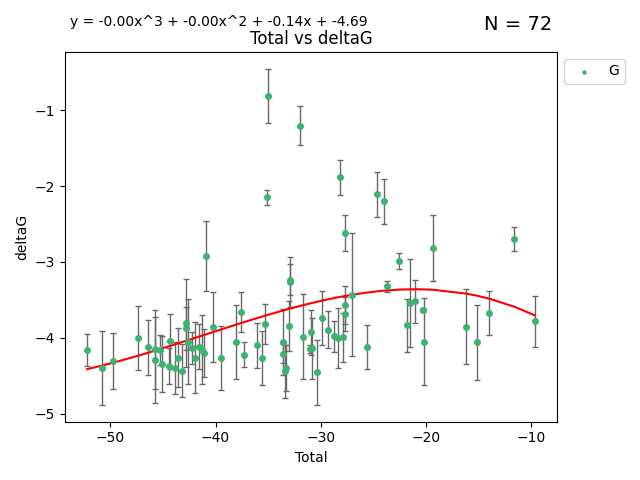 y = -0.00x^3 + -0.00x^2 + -0.14x + -4.69
N = 72
Total vs deltaG
G
−1
−2
−3
−4
−5
deltaG
−50 −40 −30 −20 −10
Total